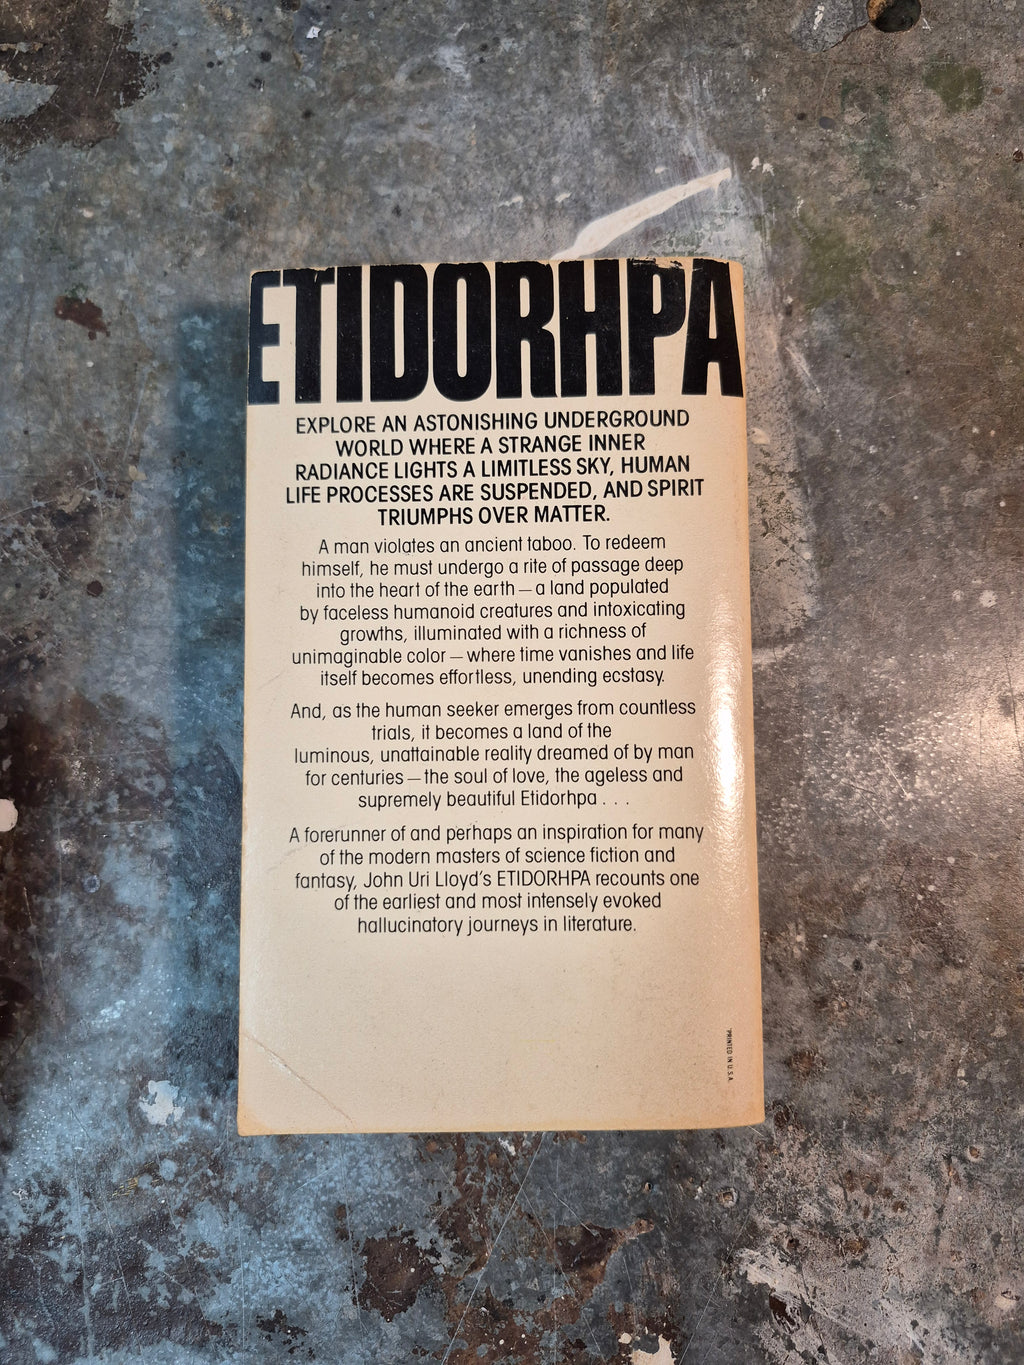 ETIDORHPA
EXPLORE AN ASTONISHING UNDERGROUND
WORLD WHERE A STRANGE INNER
RADIANCE LIGHTS A LIMITLESS SKY, HUMAN
LIFE PROCESSES ARE SUSPENDED, AND SPIRIT
TRIUMPHS OVER MATTER.
A man violates an ancient taboo. To redeem
himself, he must undergo a rite of passage deep
into the heart of the earth — a land populated
by faceless humanoid creatures and intoxicating
growths, illuminated with a richness of
unimaginable color — where time vanishes and life
itself becomes effortless, unending ecstasy.
And, as the human seeker emerges from countless
trials, it becomes a land of the
luminous, unattainable reality dreamed of by man
for centuries — the soul of love, the ageless and
supremely beautiful Etidorhpa . . .
A forerunner of and perhaps an inspiration for many
of the modern masters of science fiction and
fantasy, John Uri Lloyd's ETIDORHPA recounts one
of the earliest and most intensely evoked
hallucinatory journeys in literature.
PRINTED IN U.S.A.